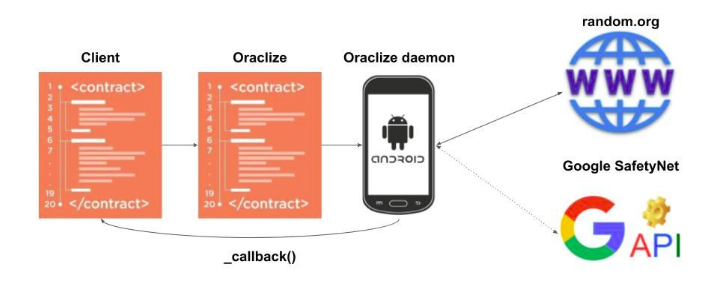 random.org
Client
Oraclize
Oraclize daemon
1
2
3
4
5
6
7
.
.
.
19
20
<contract>
</contract>
1
2
3
4
5
6
7
.
.
.
19
20
<contract>
</contract>
ANDROID
WWW
Google SafetyNet
G API
_callback()